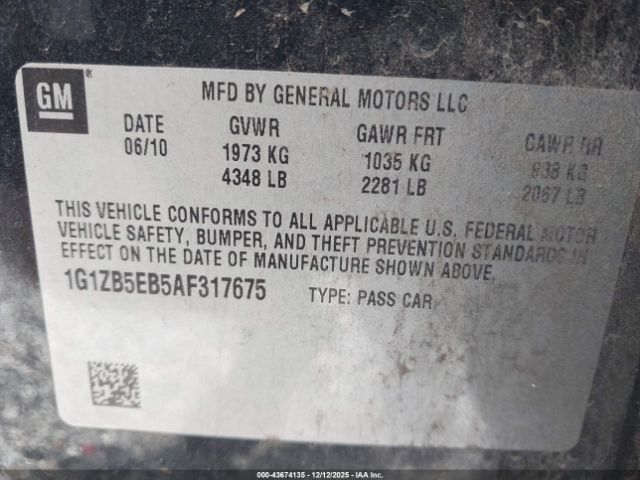 GM ®
MFD BY GENERAL MOTORS LLC
DATE GVWR GAWR FRT GAWR RR
06/10 1973 KG 1035 KG 938 KG
4348 LB 2281 LB 2067 LB
THIS VEHICLE CONFORMS TO ALL APPLICABLE U.S. FEDERAL MOTOR
VEHICLE SAFETY, BUMPER, AND THEFT PREVENTION STANDARDS IN
EFFECT ON THE DATE OF MANUFACTURE SHOWN ABOVE.
1G1ZB5EB5AF317675 TYPE: PASS CAR
000-43674135 - 12/12/2025 - IAA Inc.